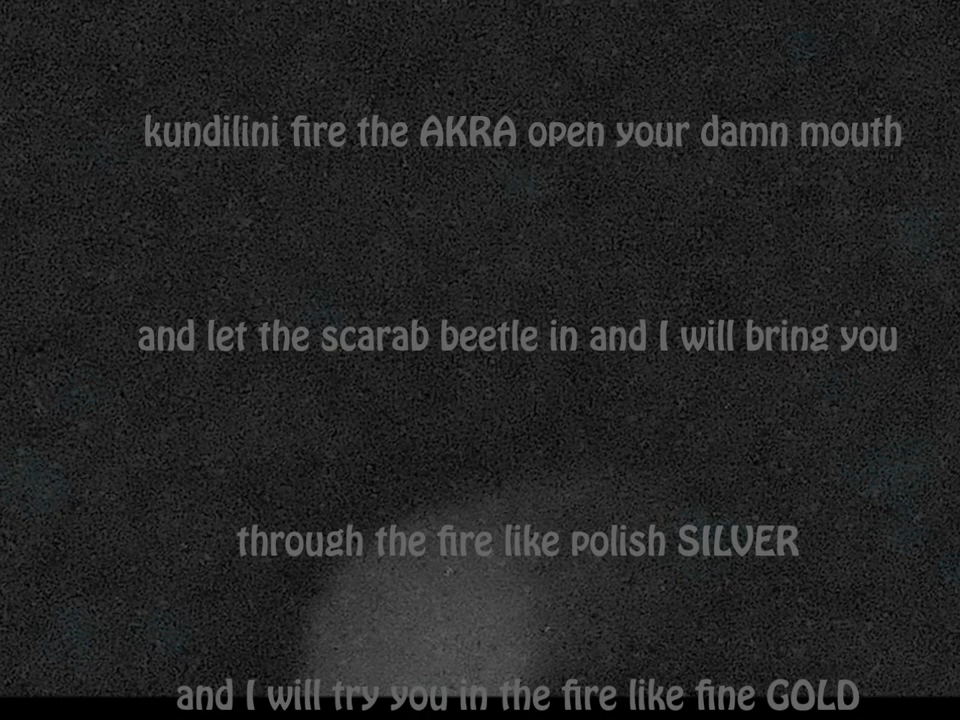 kundilini fire the AKRA open your damn mouth
and let the scarab beetle in and I will bring you
through the fire like polish SILVER
and I will try you in the fire like fine GOLD